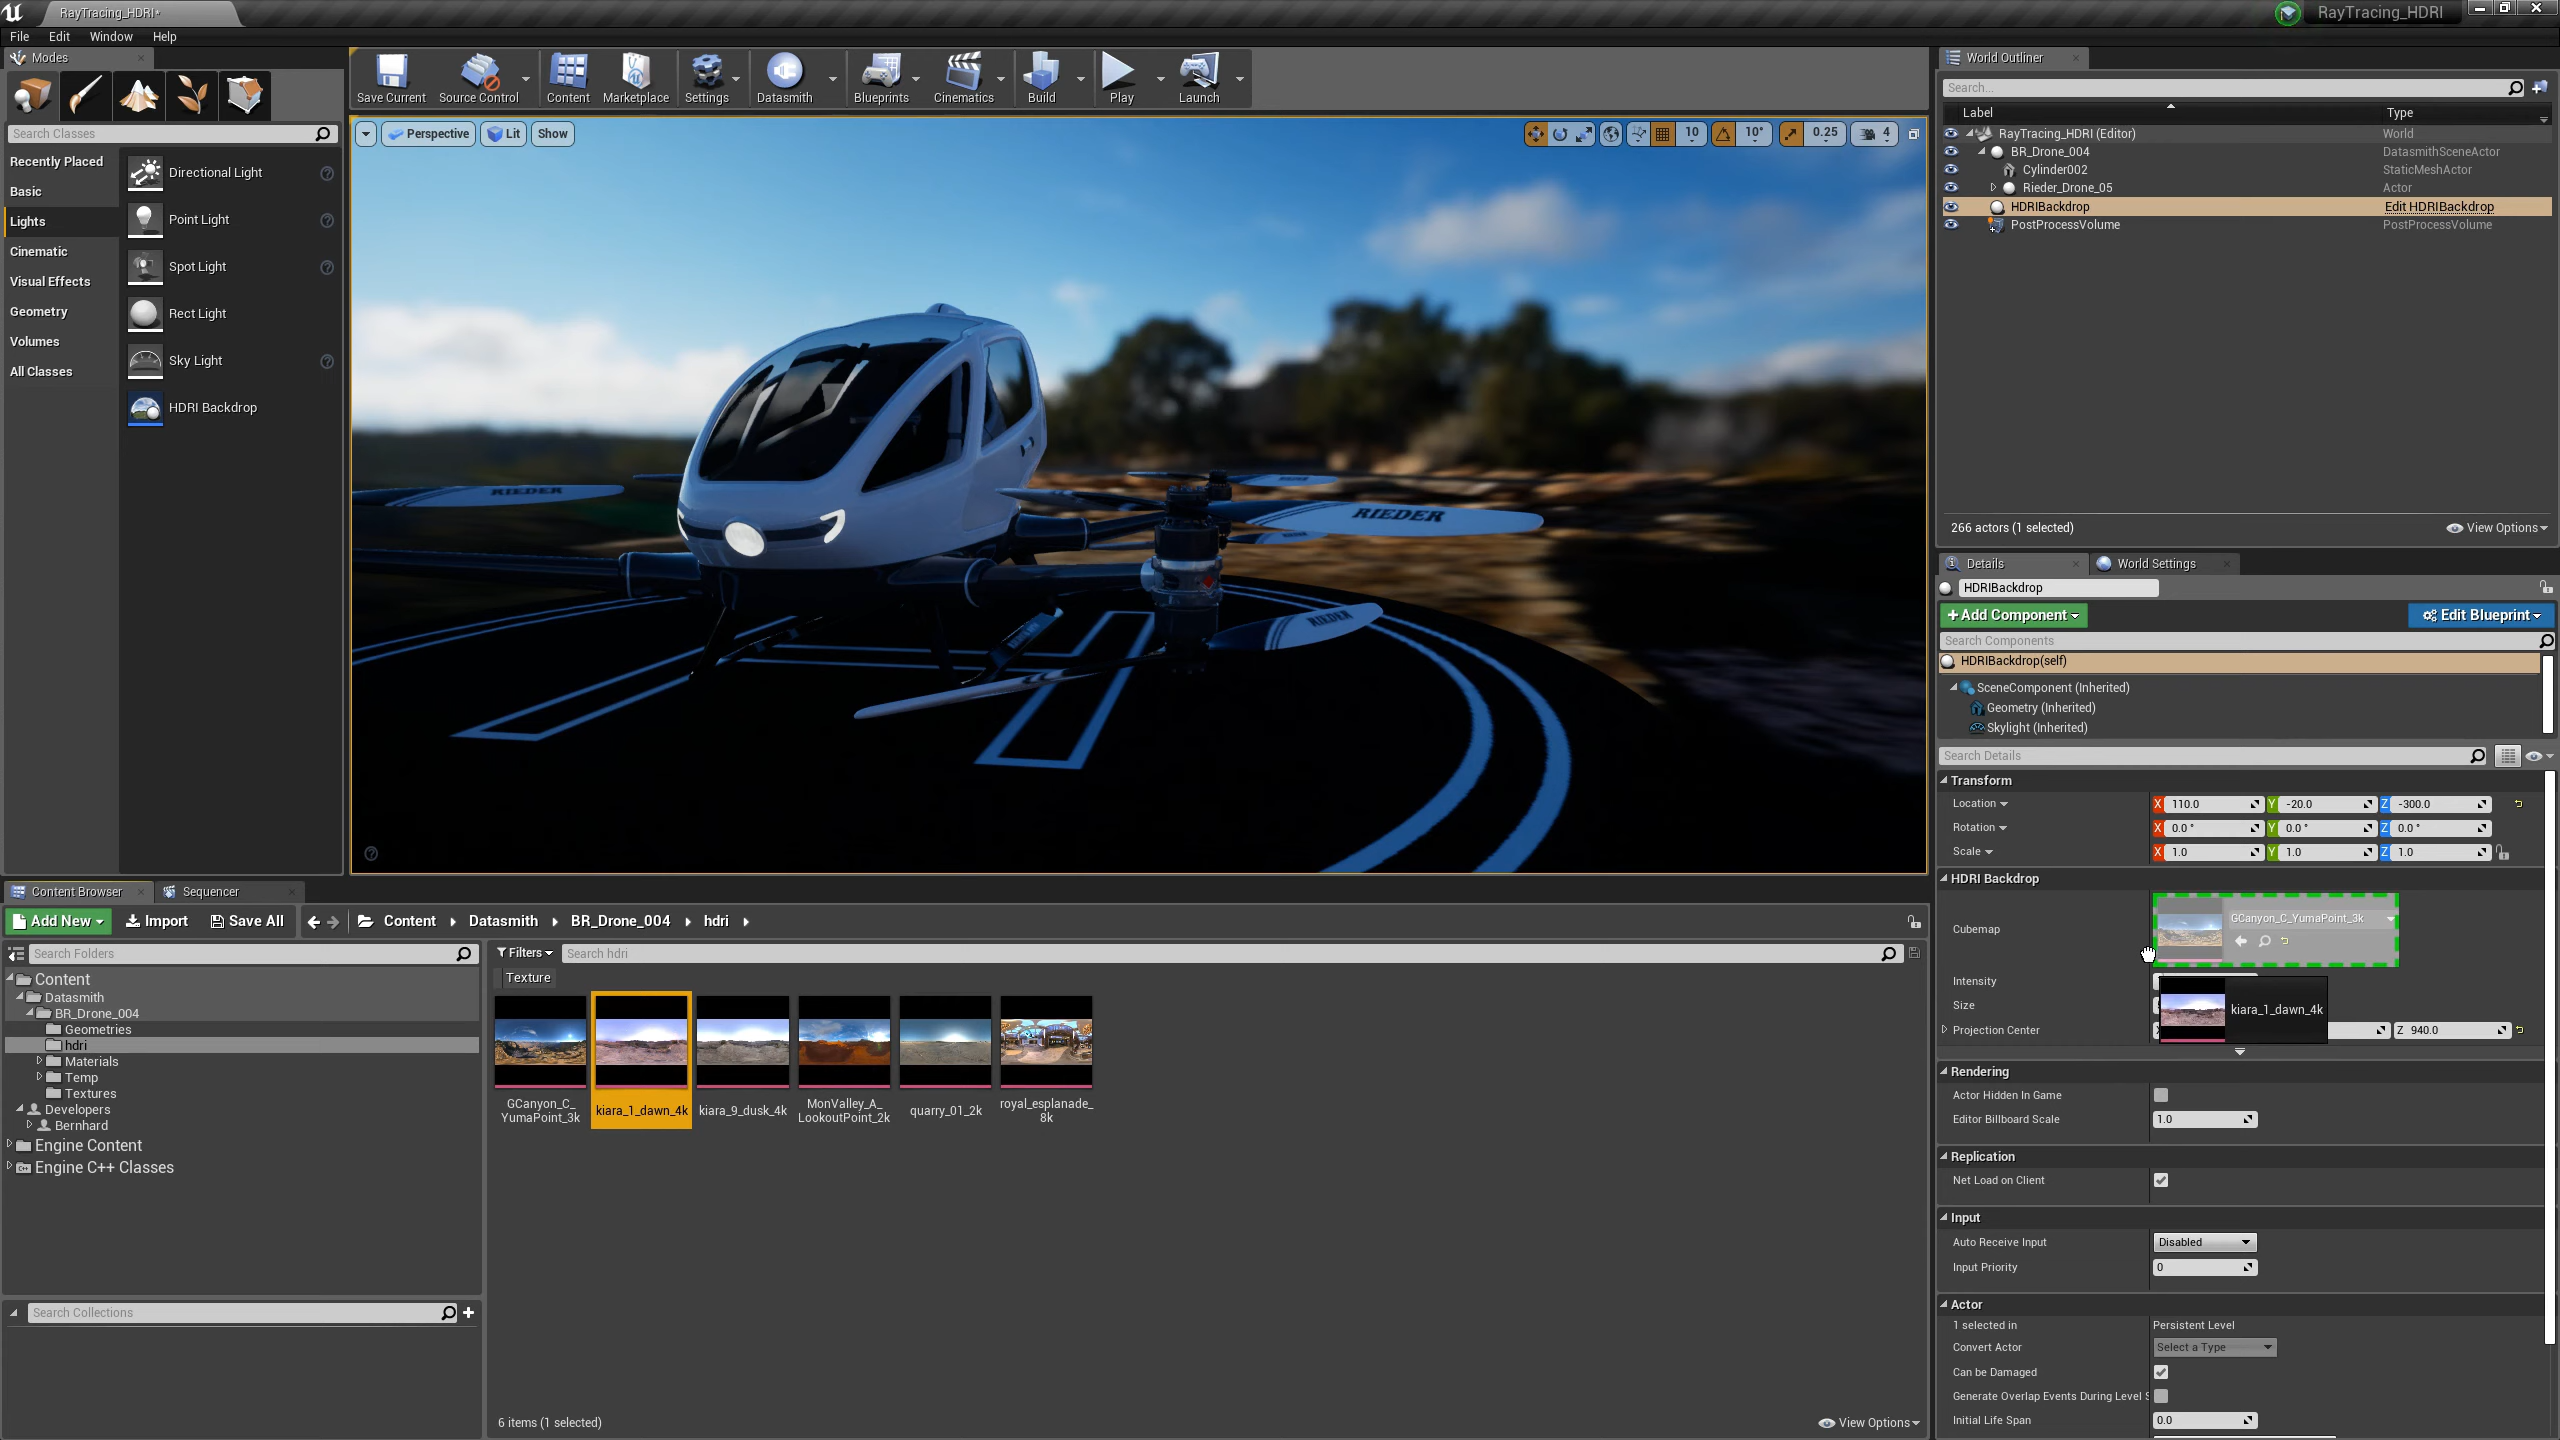 RayTracing_HDRI*
RayTracing_HDRI
File Edit Window Help
Modes
Search Classes
Recently Placed
Basic
Lights
Cinematic
Visual Effects
Geometry
Volumes
All Classes
Directional Light
Point Light
Spot Light
Rect Light
Sky Light
HDRI Backdrop
Save Current Source Control Content Marketplace Settings Datasmith Blueprints Cinematics Build Play Launch
Perspective Lit Show
10 10° 0.25 4
RIEDER
RIEDER
RIEDER
World Outliner
Search...
Label Type
RayTracing_HDRI (Editor) World
BR_Drone_004 DatasmithSceneActor
Cylinder002 StaticMeshActor
Rieder_Drone_05 Actor
HDRIBackdrop Edit HDRIBackdrop
PostProcessVolume PostProcessVolume
266 actors (1 selected) View Options
Details World Settings
HDRIBackdrop
+Add Component Edit Blueprint
Search Components
HDRIBackdrop(self)
SceneComponent (Inherited)
Geometry (Inherited)
Skylight (Inherited)
Search Details
Transform
Location X 110.0 Y -20.0 Z -300.0
Rotation X 0.0 ° Y 0.0 ° Z 0.0 °
Scale X 1.0 Y 1.0 Z 1.0
HDRI Backdrop
Cubemap GCanyon_C_YumaPoint_3k
Intensity
kiara_1_dawn_4k
Size
Projection Center Z 940.0
Rendering
Actor Hidden In Game
Editor Billboard Scale 1.0
Replication
Net Load on Client
Input
Auto Receive Input Disabled
Input Priority 0
Actor
1 selected in Persistent Level
Convert Actor Select a Type
Can be Damaged
Generate Overlap Events During Level S
Initial Life Span 0.0
Content Browser Sequencer
Add New Import Save All Content Datasmith BR_Drone_004 hdri
Search Folders
Content
Datasmith
BR_Drone_004
Geometries
hdri
Materials
Temp
Textures
Developers
Bernhard
Engine Content
Engine C++ Classes
Search Collections
Filters Search hdri
Texture
GCanyon_C_
YumaPoint_3k
kiara_1_dawn_4k
kiara_9_dusk_4k
MonValley_A_
LookoutPoint_2k
quarry_01_2k
royal_esplanade_
8k
6 items (1 selected) View Options